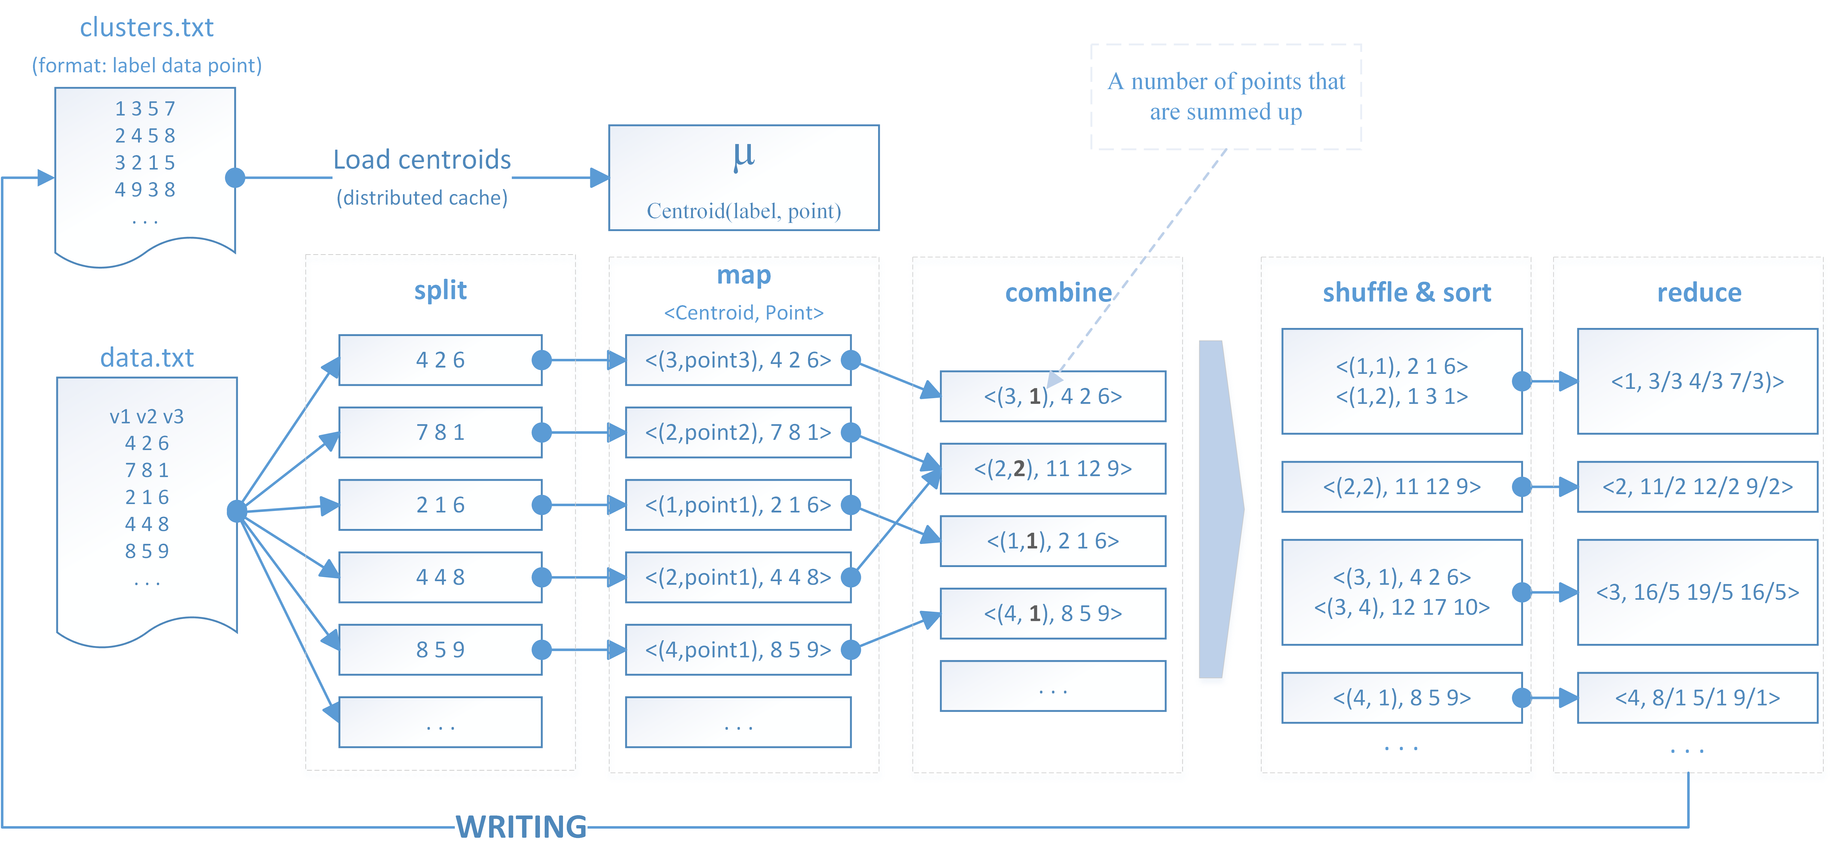 clusters.txt
(format: label data point)
1 3 5 7
2 4 5 8
3 2 1 5
4 9 3 8
. . .
Load centroids
(distributed cache)
μ
Centroid(label, point)
A number of points that
are summed up
data.txt
v1 v2 v3
4 2 6
7 8 1
2 1 6
4 4 8
8 5 9
. . .
split
4 2 6
7 8 1
2 1 6
4 4 8
8 5 9
. . .
map
<Centroid, Point>
<(3,point3), 4 2 6>
<(2,point2), 7 8 1>
<(1,point1), 2 1 6>
<(2,point1), 4 4 8>
<(4,point1), 8 5 9>
. . .
combine
<(3, 1), 4 2 6>
<(2,2), 11 12 9>
<(1,1), 2 1 6>
<(4, 1), 8 5 9>
. . .
shuffle & sort
<(1,1), 2 1 6>
<(1,2), 1 3 1>
<(2,2), 11 12 9>
<(3, 1), 4 2 6>
<(3, 4), 12 17 10>
<(4, 1), 8 5 9>
. . .
reduce
<1, 3/3 4/3 7/3)>
<2, 11/2 12/2 9/2>
<3, 16/5 19/5 16/5>
<4, 8/1 5/1 9/1>
. . .
WRITING